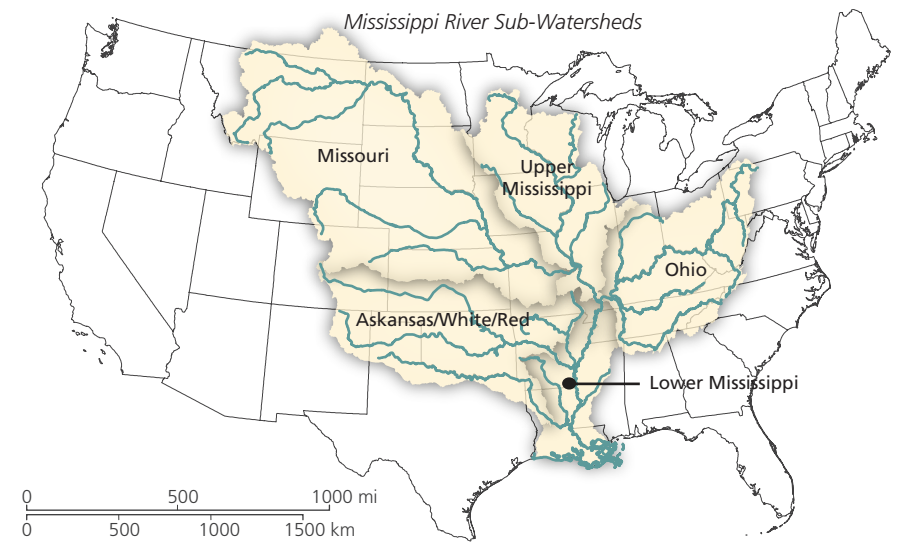 Mississippi River Sub-Watersheds
Missouri
Upper
Mississippi
Ohio
Askansas/White/Red
Lower Mississippi
0 500 1000 mi
0 500 1000 1500 km